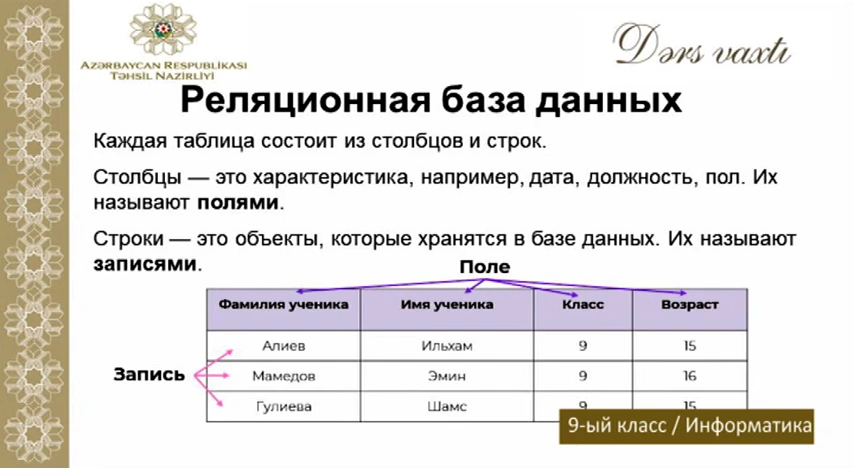 AZƏRBAYCAN RESPUBLİKASI
TƏHSİL NAZİRLİYİ
Dərs vaxtı
Реляционная база данных
Каждая таблица состоит из столбцов и строк.
Столбцы — это характеристика, например, дата, должность, пол. Их
называют полями.
Строки — это объекты, которые хранятся в базе данных. Их называют
записями.
Поле
Фамилия ученика Имя ученика Класс Возраст
Алиев Ильхам 9 15
Запись
Мамедов Эмин 9 16
Гулиева Шамс 9 15
9-ый класс / Информатика